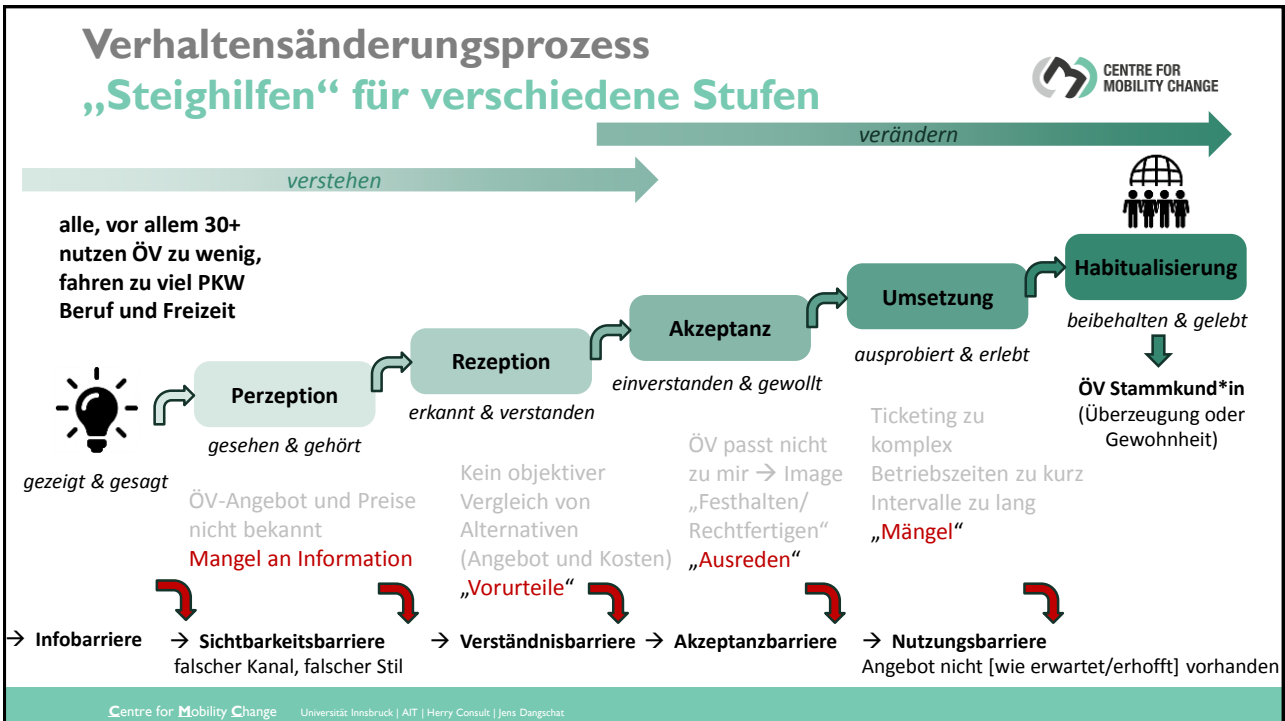 Verhaltensänderungsprozess
„Steighilfen“ für verschiedene Stufen
CENTRE FOR
MOBILITY CHANGE
verändern
verstehen
alle, vor allem 30+
nutzen ÖV zu wenig,
fahren zu viel PKW
Beruf und Freizeit
gezeigt & gesagt
Perzeption
gesehen & gehört
Rezeption
erkannt & verstanden
Akzeptanz
einverstanden & gewollt
Umsetzung
ausprobiert & erlebt
Habitualisierung
beibehalten & gelebt
ÖV Stammkund*in
(Überzeugung oder
Gewohnheit)
ÖV-Angebot und Preise
nicht bekannt
Mangel an Information
Kein objektiver
Vergleich von
Alternativen
(Angebot und Kosten)
„Vorurteile“
ÖV passt nicht
zu mir → Image
„Festhalten/
Rechtfertigen“
„Ausreden“
Ticketing zu
komplex
Betriebszeiten zu kurz
Intervalle zu lang
„Mängel“
→ Infobarriere
→ Sichtbarkeitsbarriere
falscher Kanal, falscher Stil
→ Verständnisbarriere
→ Akzeptanzbarriere
→ Nutzungsbarriere
Angebot nicht [wie erwartet/erhofft] vorhanden
Centre for Mobility Change Universität Innsbruck | AIT | Herry Consult | Jens Dangschat